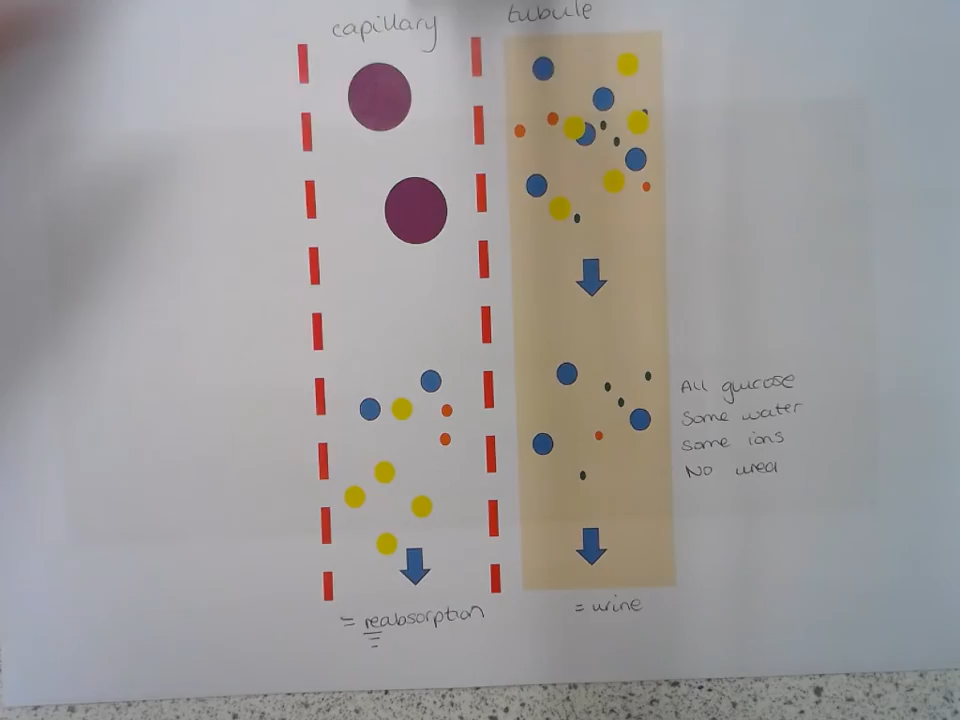 capillary
tubule
All glucose
Some water
Some ions
No urea
= reabsorption
= urine